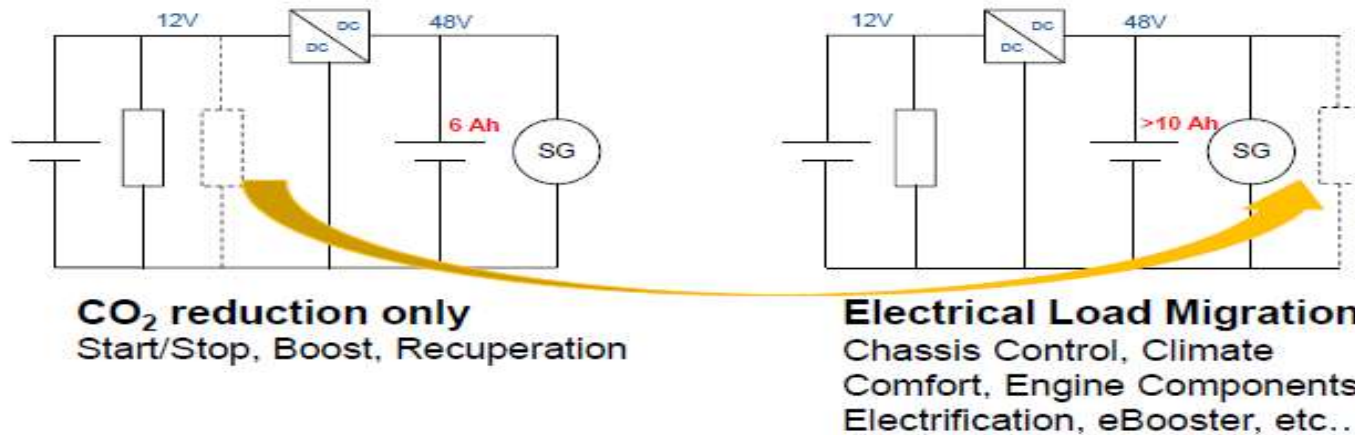 12V
DC
DC
48V
6 Ah
SG
CO₂ reduction only
Start/Stop, Boost, Recuperation
12V
DC
DC
48V
>10 Ah
SG
Electrical Load Migration
Chassis Control, Climate
Comfort, Engine Components
Electrification, eBooster, etc..